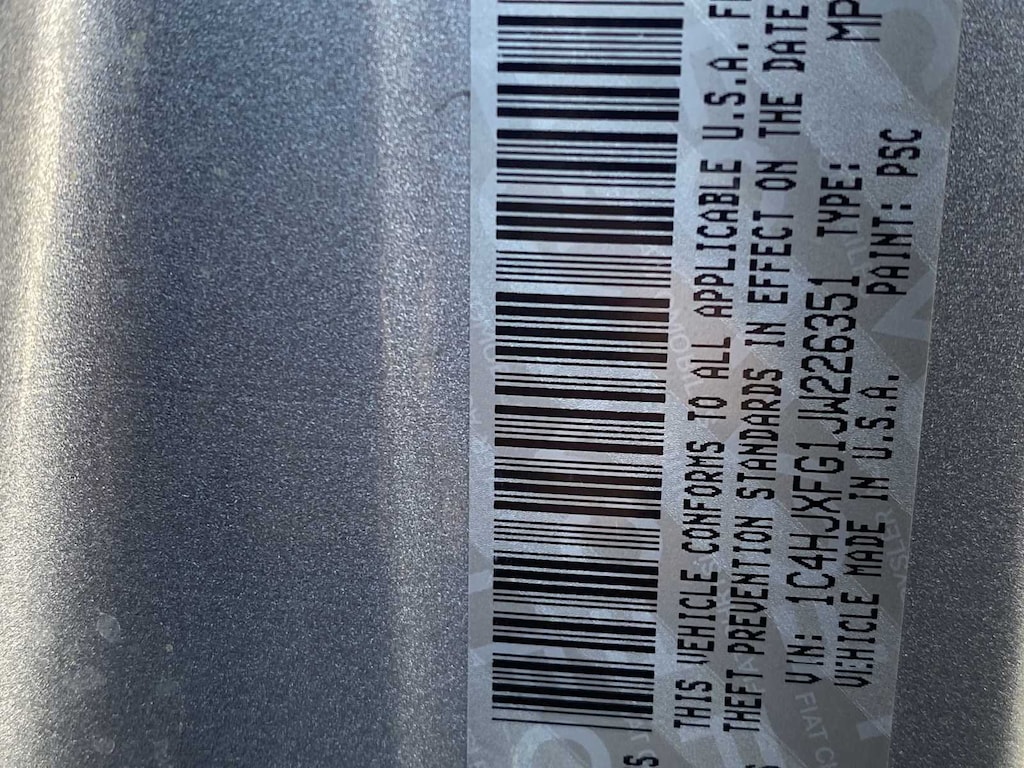 THIS VEHICLE CONFORMS TO ALL APPLICABLE U.S.A.
THEFT PREVENTION STANDARDS IN EFFECT ON THE DATE
VIN: 1C4HJXFG1JW226351 TYPE: MP
VEHICLE MADE IN U.S.A. PAINT: PSC